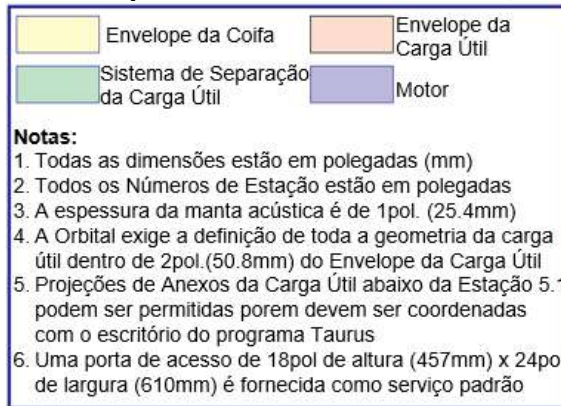 Envelope da Coifa
Envelope da
Carga Útil
Sistema de Separação
da Carga Útil
Motor
Notas:
1. Todas as dimensões estão em polegadas (mm)
2. Todos os Números de Estação estão em polegadas
3. A espessura da manta acústica é de 1pol. (25.4mm)
4. A Orbital exige a definição de toda a geometria da carga
útil dentro de 2pol.(50.8mm) do Envelope da Carga Útil
5. Projeções de Anexos da Carga Útil abaixo da Estação 5.1
podem ser permitidas porem devem ser coordenadas
com o escritório do programa Taurus
6. Uma porta de acesso de 18pol de altura (457mm) x 24po
de largura (610mm) é fornecida como serviço padrão